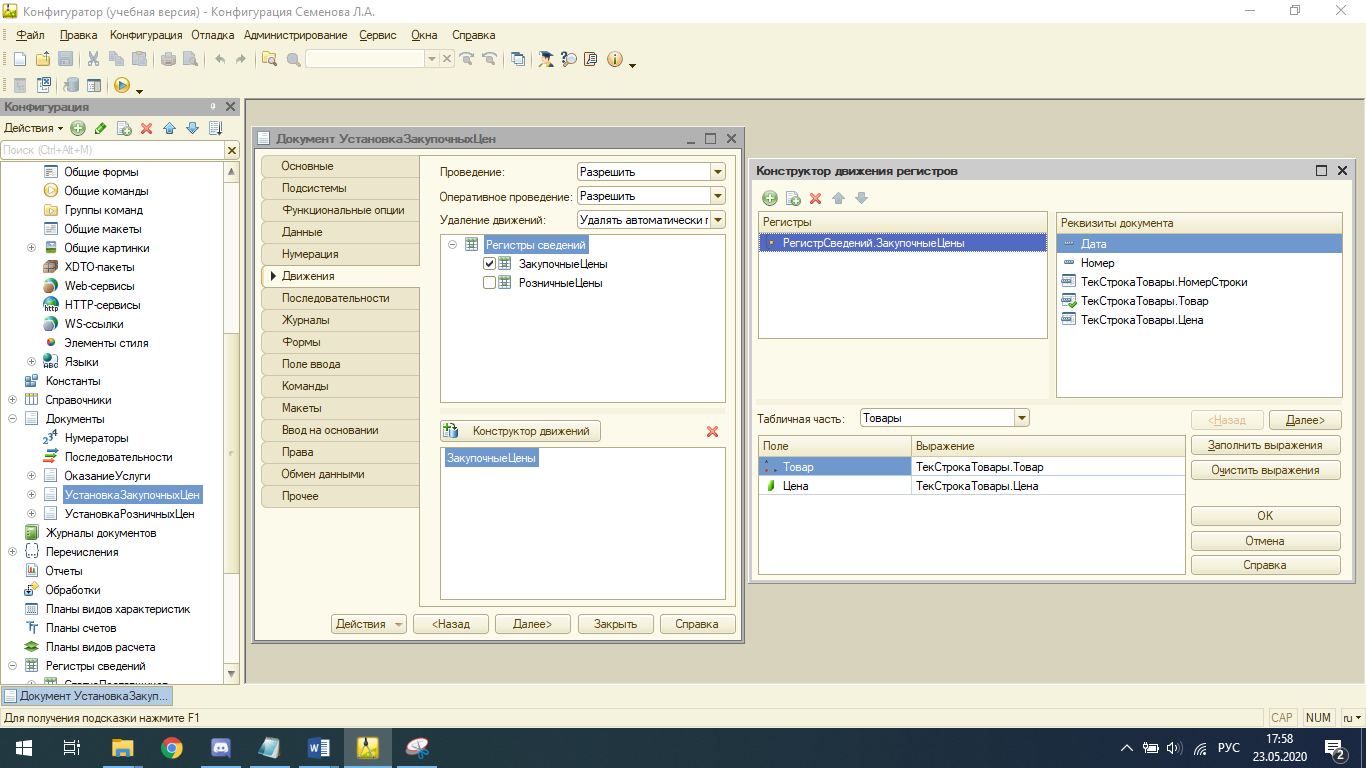 Конфигуратор (учебная версия) - Конфигурация Семенова Л.А.
Файл Правка Конфигурация Отладка Администрирование Сервис Окна Справка
Конфигурация
Действия
Поиск (Ctrl+Alt+M)
Общие формы
Общие команды
Группы команд
Общие макеты
Общие картинки
XDTO-пакеты
Web-сервисы
HTTP-сервисы
WS-ссылки
Элементы стиля
Языки
Константы
Справочники
Документы
Нумераторы
Последовательности
ОказаниеУслуги
УстановкаЗакупочныхЦен
УстановкаРозничныхЦен
Журналы документов
Перечисления
Отчеты
Обработки
Планы видов характеристик
Планы счетов
Планы видов расчета
Регистры сведений
Документ УстановкаЗакупочныхЦен
Основные
Подсистемы
Функциональные опции
Данные
Нумерация
Движения
Последовательности
Журналы
Формы
Поле ввода
Команды
Макеты
Ввод на основании
Права
Обмен данными
Прочее
Проведение: Разрешить
Оперативное проведение: Разрешить
Удаление движений: Удалять автоматически г
Регистры сведений
ЗакупочныеЦены
РозничныеЦены
Конструктор движений
ЗакупочныеЦены
Действия <Назад Далее> Закрыть Справка
Конструктор движения регистров
Регистры
РегистрСведений.ЗакупочныеЦены
Реквизиты документа
Дата
Номер
ТекСтрокаТовары.НомерСтроки
ТекСтрокаТовары.Товар
ТекСтрокаТовары.Цена
Табличная часть: Товары
<Назад Далее>
Поле Выражение
Товар ТекСтрокаТовары.Товар
Цена ТекСтрокаТовары.Цена
Заполнить выражения
Очистить выражения
OK
Отмена
Справка
Документ УстановкаЗакуп...
Для получения подсказки нажмите F1
CAP NUM ru
РУС
17:58
23.05.2020
2